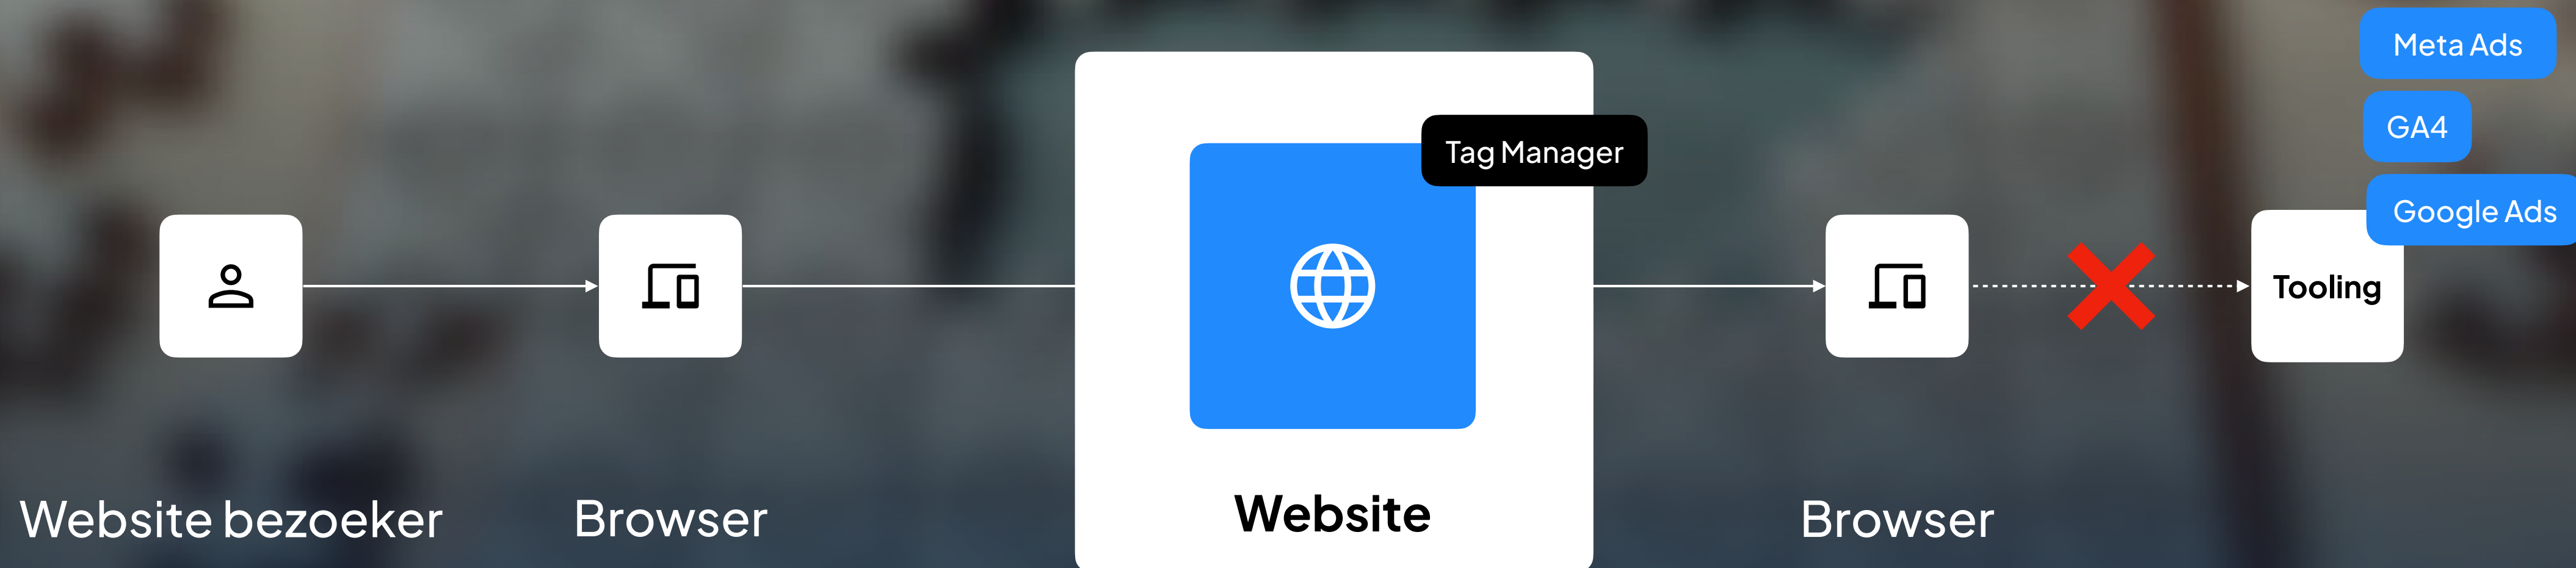 Meta Ads
GA4
Tag Manager
Google Ads
Tooling
Website bezoeker
Browser
Website
Browser